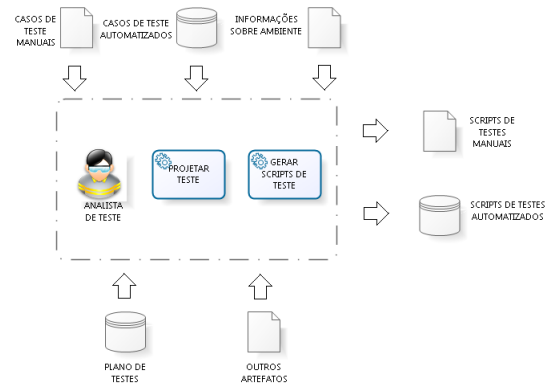 CASOS DE
TESTE
MANUAIS
CASOS DE TESTE
AUTOMATIZADOS
INFORMAÇÕES
SOBRE AMBIENTE
ANALISTA
DE TESTE
PROJETAR
TESTE
GERAR
SCRIPTS DE
TESTE
SCRIPTS DE
TESTES
MANUAIS
SCRIPTS DE TESTES
AUTOMATIZADOS
PLANO DE
TESTES
OUTROS
ARTEFATOS